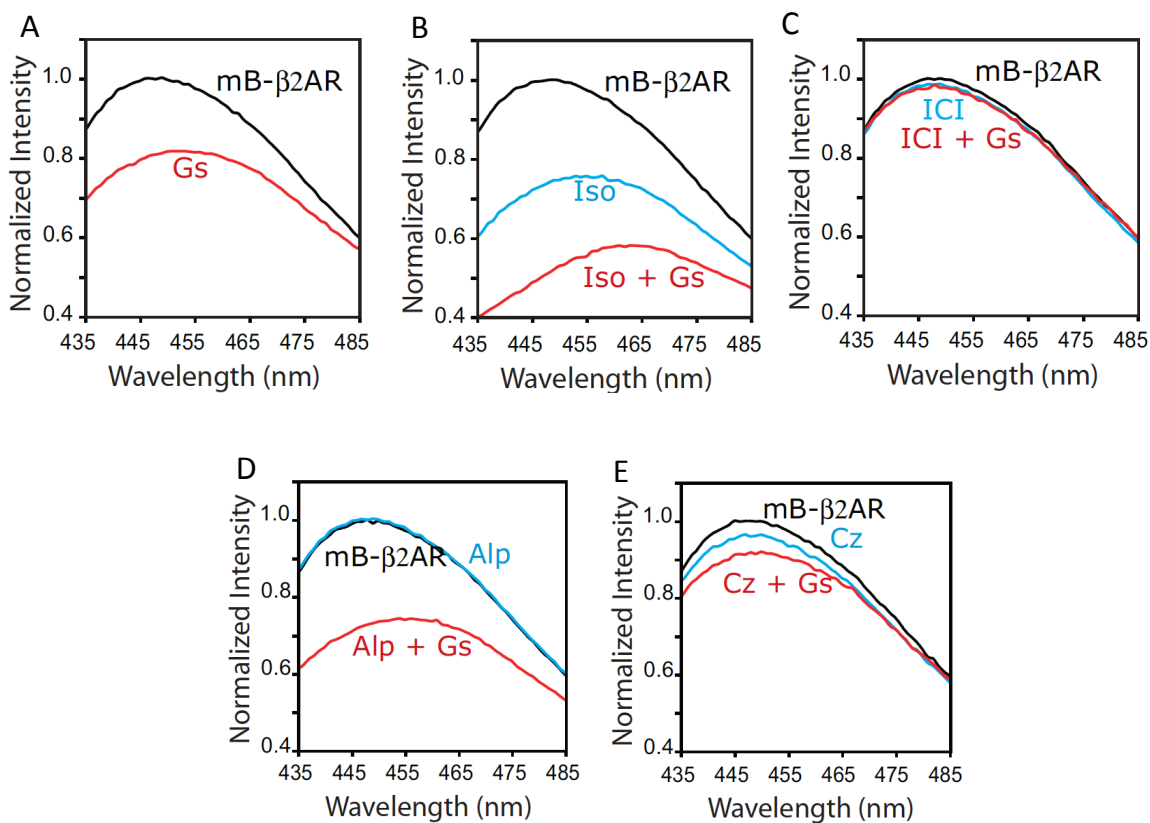 A
Normalized Intensity
1.0
0.8
0.6
0.4
mB-β2AR
Gs
435 445 455 465 475 485
Wavelength (nm)
B
Normalized Intensity
1.0
0.8
0.6
0.4
mB-β2AR
Iso
Iso + Gs
435 445 455 465 475 485
Wavelength (nm)
C
Normalized Intensity
1.0
0.8
0.6
0.4
mB-β2AR
ICI
ICI + Gs
435 445 455 465 475 485
Wavelength (nm)
D
Normalized Intensity
1.0
0.8
0.6
0.4
mB-β2AR
Alp
Alp + Gs
435 445 455 465 475 485
Wavelength (nm)
E
Normalized Intensity
1.0
0.8
0.6
0.4
mB-β2AR
Cz
Cz + Gs
435 445 455 465 475 485
Wavelength (nm)